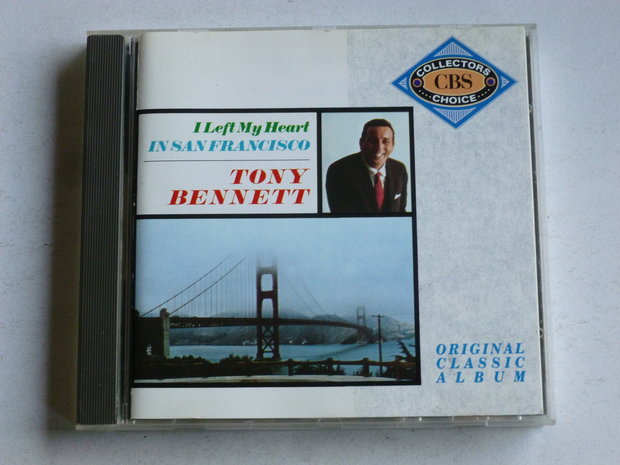 COLLECTORS
CBS
CHOICE
I Left My Heart
IN SAN FRANCISCO
TONY
BENNETT
ORIGINAL
CLASSIC
ALBUM